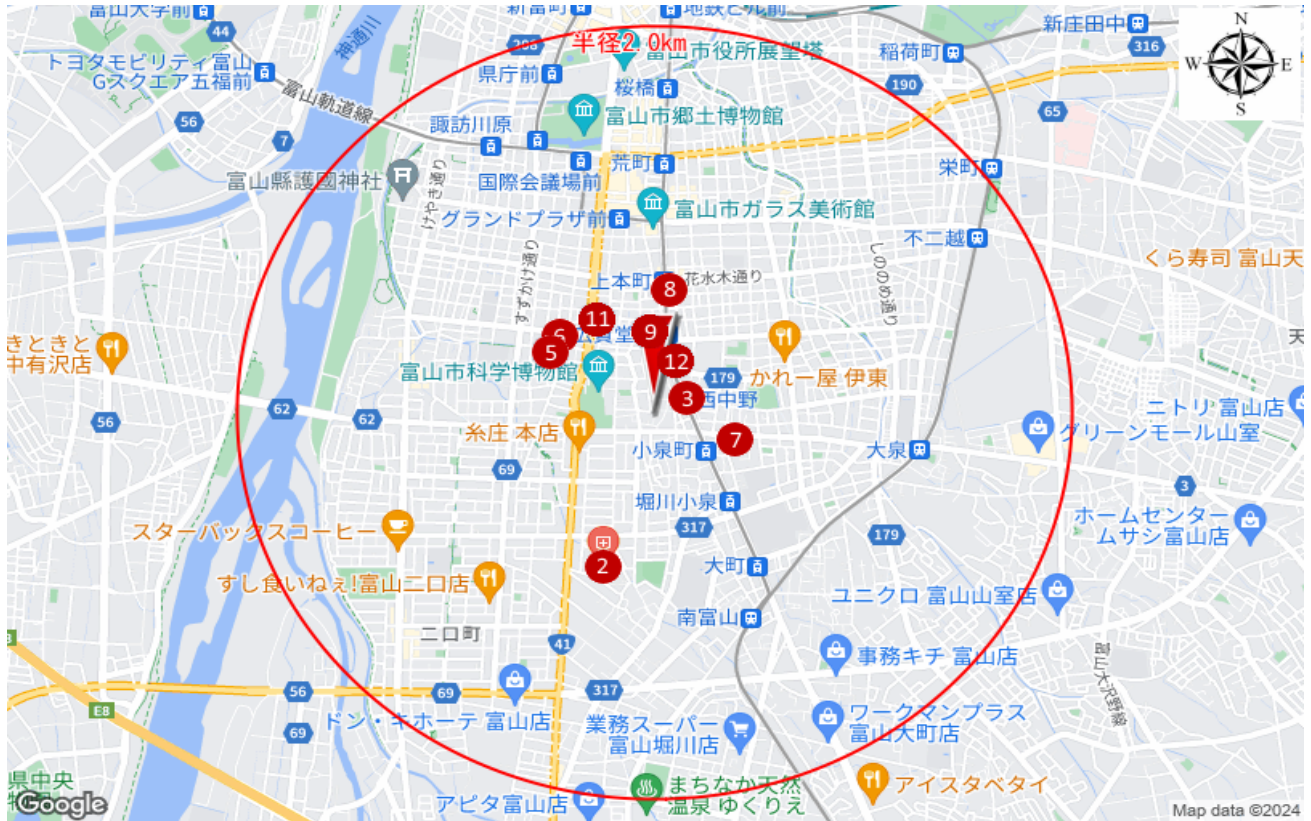 富山大学前
新富町
地鉄ビル前
44
神通川
208
半径2.0km
富山市役所展望塔
新庄田中
316
N
W
E
S
トヨタモビリティ富山
Gスクエア五福前
県庁前
桜橋
稲荷町
190
富山軌道線
56
7
諏訪川原
富山市郷土博物館
65
荒町
栄町
富山縣護國神社
けやき通り
国際会議場前
グランドプラザ前
富山市ガラス美術館
不二越
しののめ通り
くら寿司 富山天
すずかけ通り
上本町
花水木通り
8
11
6
9
広貫堂
5
12
天
きときと
中有沢店
富山市科学博物館
179
かれー屋 伊東
3
西中野
62
62
56
糸庄 本店
7
小泉町
大泉
ニトリ 富山店
グリーンモール山室
69
3
堀川小泉
スターバックスコーヒー
317
179
ホームセンター
ムサシ富山店
2
大町
すし食いねぇ!富山二口店
ユニクロ 富山山室店
南富山
二口町
41
事務キチ 富山店
富山大沢野線
56
69
317
E8
ドン・キホーテ 富山店
69
業務スーパー
富山堀川店
ワークマンプラス
富山大町店
県中央
まちなか天然
温泉 ゆくりえ
アイスタベタイ
アピタ富山店
Google
Map data ©2024